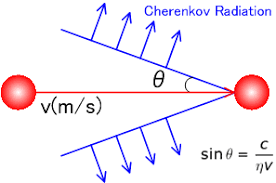 Cherenkov Radiation
θ
v(m/s)
sin θ = c/ηv